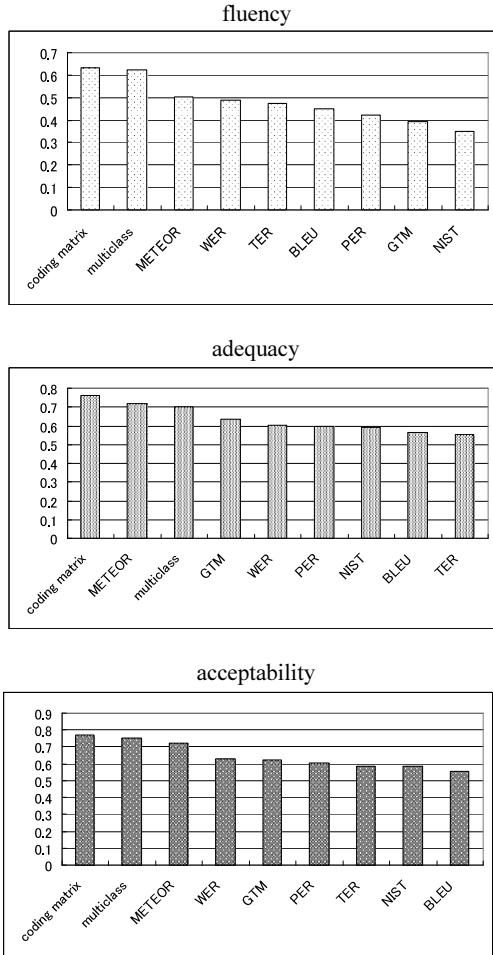 fluency
0.7
0.6
0.5
0.4
0.3
0.2
0.1
0
coding matrix
multiclass
METEOR
WER
TER
BLEU
PER
GTM
NIST
adequacy
0.8
0.7
0.6
0.5
0.4
0.3
0.2
0.1
0
coding matrix
METEOR
multiclass
GTM
WER
PER
NIST
BLEU
TER
acceptability
0.9
0.8
0.7
0.6
0.5
0.4
0.3
0.2
0.1
0
coding matrix
multiclass
METEOR
WER
GTM
PER
TER
NIST
BLEU